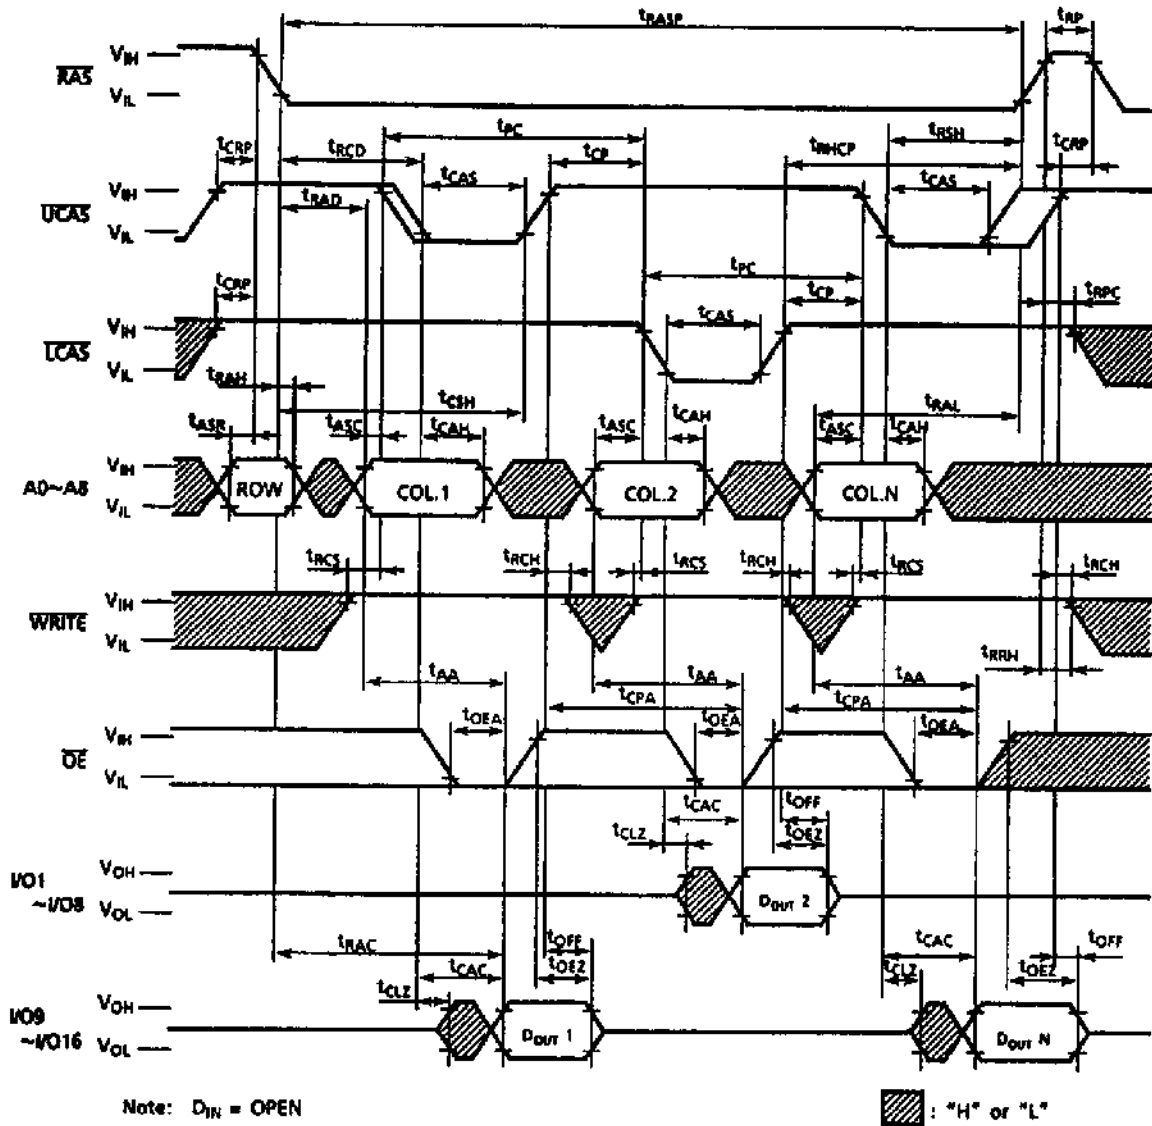 tRASP tRP
VIH
RAS
VIL
tPC tRSH
tCRP tRCD tCP tRHCP tCRP
VIH tCAS tCAS
UCAS tRAD
VIL
tPC
tCRP tCP tRPC
VIH tCAS
LCAS
VIL
tRAH tCSH tRAL
tASR tASC tCAH tASC tCAH tASC tCAH
VIH
A0~A8 ROW COL.1 COL.2 COL.N
VIL
tRCS tRCH tRCS tRCH tRCS tRCH
VIH
WRITE
VIL
tRRH
tAA tAA tAA
tCPA tCPA
tOEA tOEA tOEA
VIH
OE
VIL
tCAC tOFF
tCLZ tOEZ
VOH
I/O1
~I/O8 DOUT 2
VOL
tRAC tOFF tCAC tOFF
tCAC tOEZ tCLZ tOEZ
tCLZ
VOH
I/O9
~I/O16 DOUT 1 DOUT N
VOL
Note: DIN = OPEN : "H" or "L"